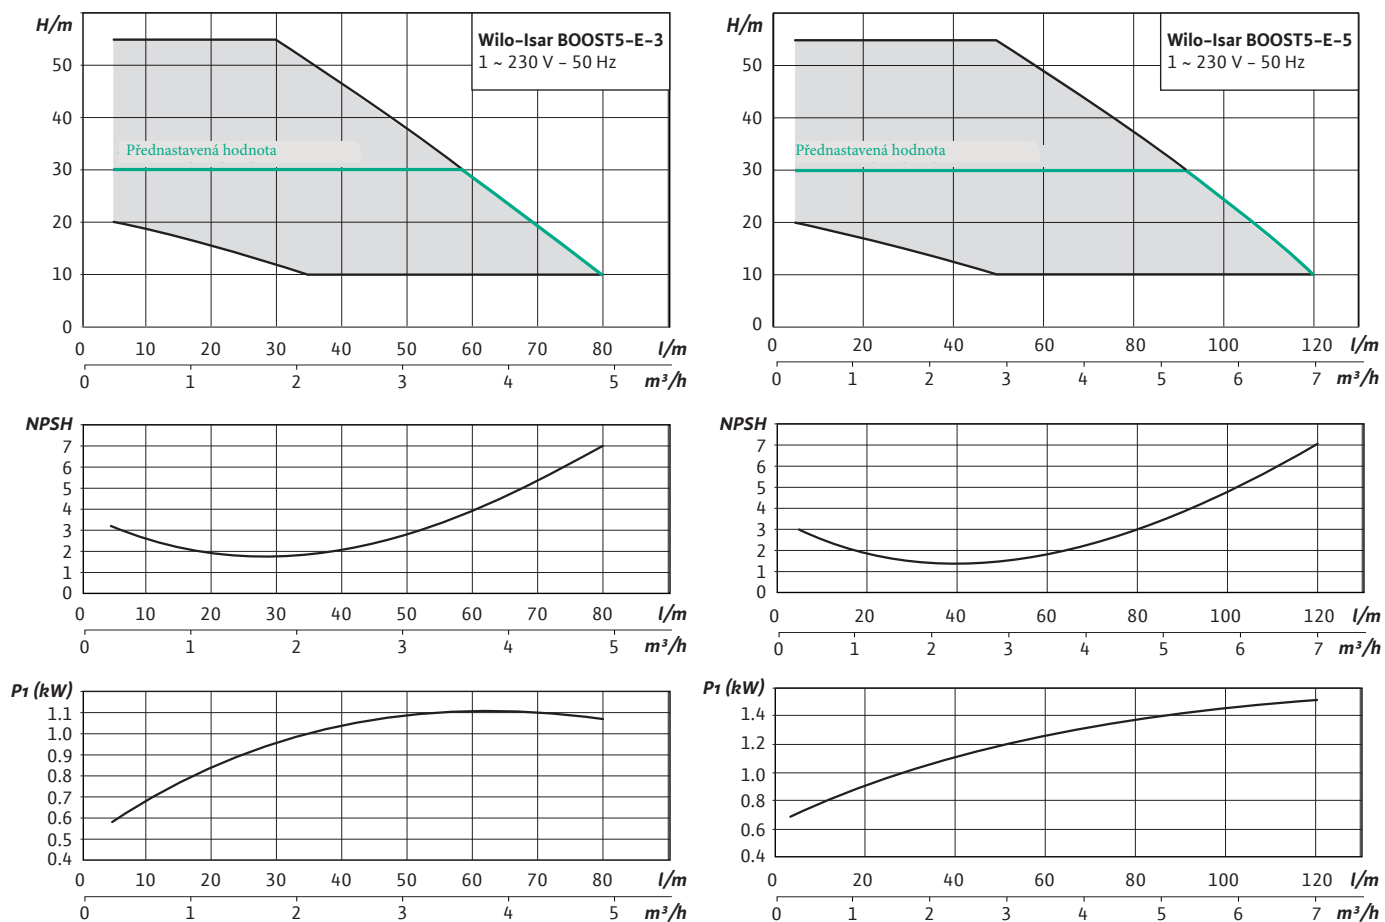 H/m
Wilo-Isar BOOST5-E-3
1 ~ 230 V - 50 Hz
50
40
Přednastavená hodnota
30
20
10
0
0 10 20 30 40 50 60 70 80 l/m
0 1 2 3 4 5 m³/h
NPSH
7
6
5
4
3
2
1
0
0 10 20 30 40 50 60 70 80 l/m
0 1 2 3 4 5 m³/h
P1 (kW)
1.1
1.0
0.9
0.8
0.7
0.6
0.5
0.4
0 10 20 30 40 50 60 70 80 l/m
0 1 2 3 4 5 m³/h
H/m
Wilo-Isar BOOST5-E-5
1 ~ 230 V - 50 Hz
50
40
Přednastavená hodnota
30
20
10
0
0 20 40 60 80 100 120 l/m
0 1 2 3 4 5 6 7 m³/h
NPSH
7
6
5
4
3
2
1
0
0 20 40 60 80 100 120 l/m
0 1 2 3 4 5 6 7 m³/h
P1 (kW)
1.4
1.2
1.0
0.8
0.6
0.4
0 20 40 60 80 100 120 l/m
0 1 2 3 4 5 6 7 m³/h